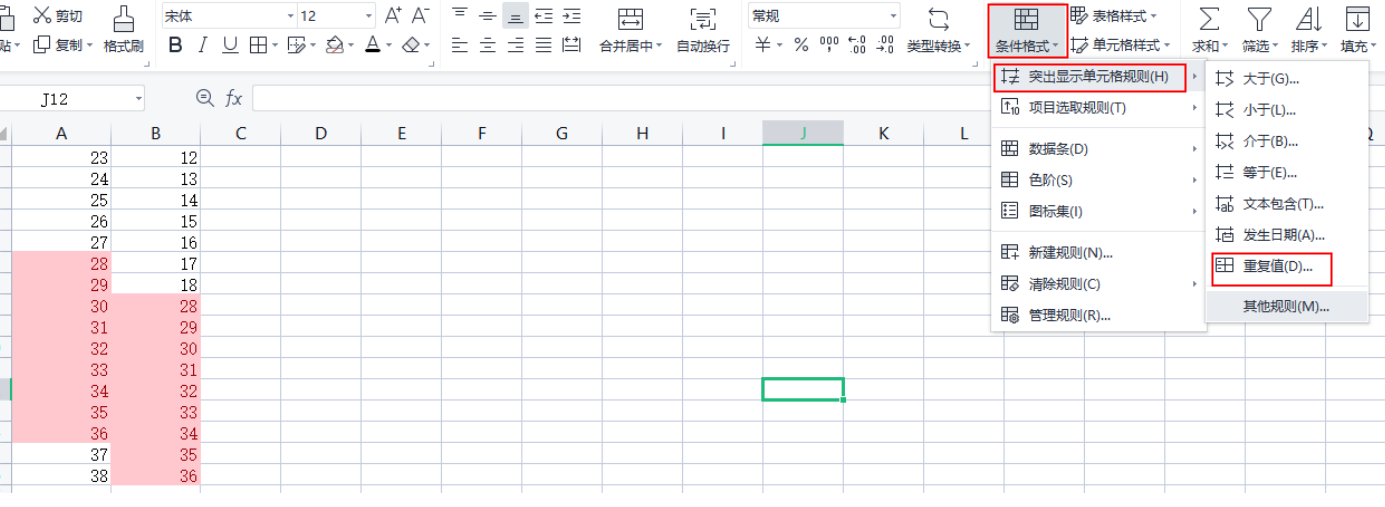 剪切 宋体 12 A⁺ A⁻ 常规 表格样式
贴 复制 格式刷 B I U A 合并居中 自动换行 ¥ % 000 ←.0 .00 .00 →.0 类型转换 条件格式 单元格样式 求和 筛选 排序 填充
突出显示单元格规则(H) 大于(G)...
J12 fx
项目选取规则(T) 小于(L)...
A B C D E F G H I J K L Q
数据条(D) 介于(B)...
色阶(S) 等于(E)...
图标集(I) 文本包含(T)...
新建规则(N)... 发生日期(A)...
清除规则(C) 重复值(D)...
管理规则(R)... 其他规则(M)...
23 12
24 13
25 14
26 15
27 16
28 17
29 18
30 28
31 29
32 30
33 31
34 32
35 33
36 34
37 35
38 36